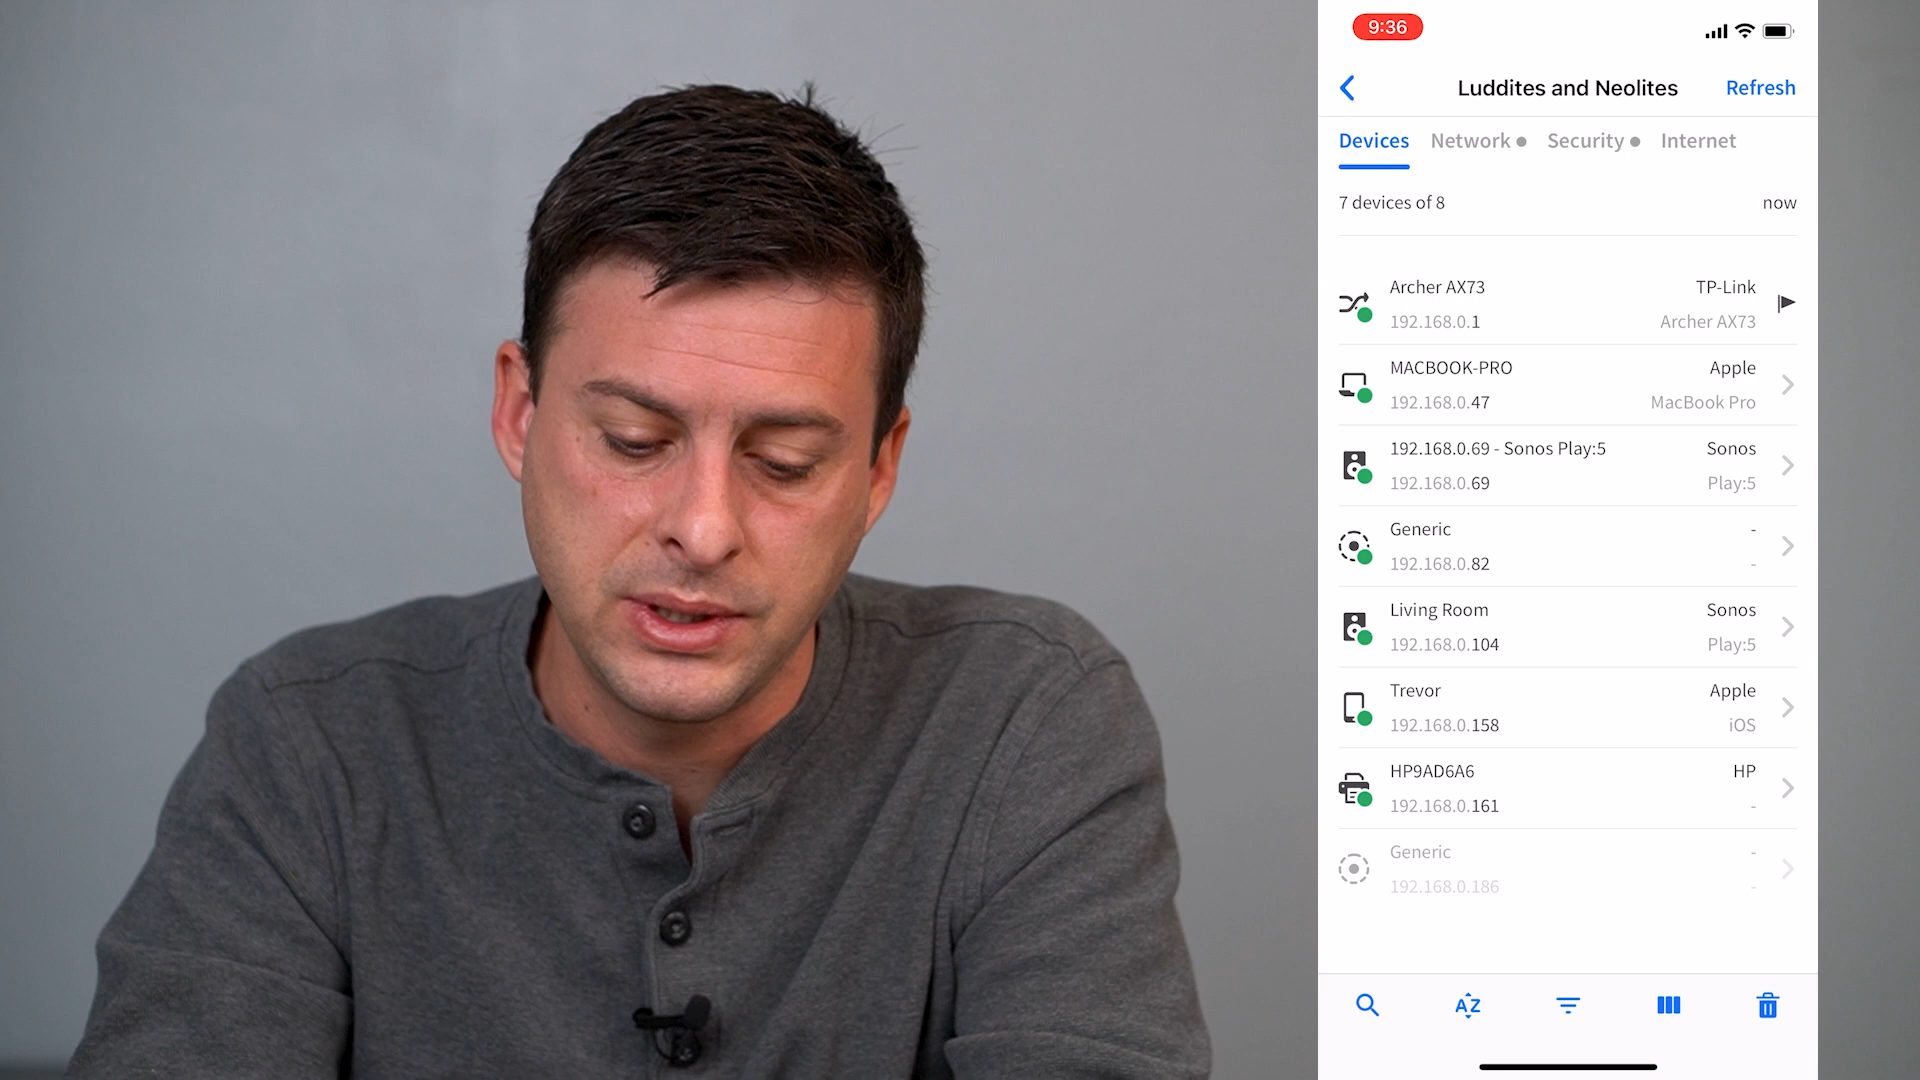 9:36
Luddites and Neolites Refresh
Devices Network Security Internet
7 devices of 8 now
Archer AX73 TP-Link
192.168.0.1 Archer AX73
MACBOOK-PRO Apple
192.168.0.47 MacBook Pro
192.168.0.69 - Sonos Play:5 Sonos
192.168.0.69 Play:5
Generic -
192.168.0.82 -
Living Room Sonos
192.168.0.104 Play:5
Trevor Apple
192.168.0.158 iOS
HP9AD6A6 HP
192.168.0.161 -
Generic -
192.168.0.186 -
AZ